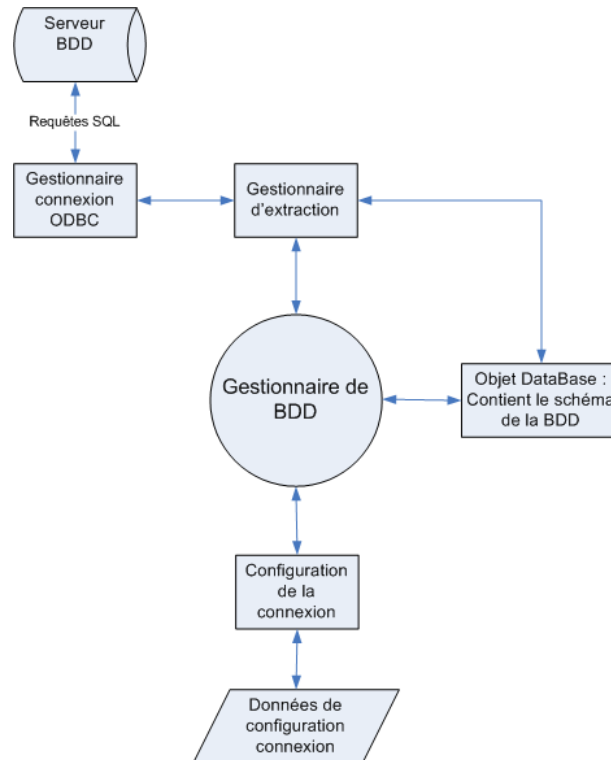 Serveur
BDD
Requêtes SQL
Gestionnaire
connexion
ODBC
Gestionnaire
d'extraction
Gestionnaire de
BDD
Objet DataBase :
Contient le schéma
de la BDD
Configuration
de la
connexion
Données de
configuration
connexion